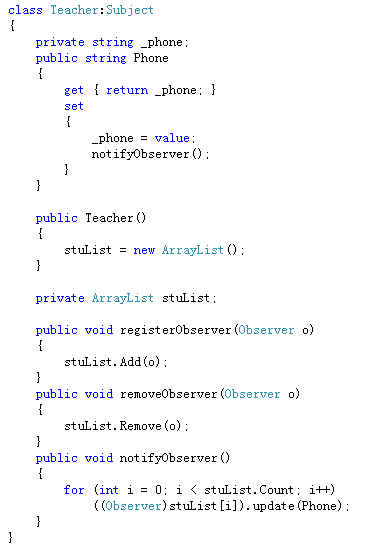 class Teacher:Subject
{
    private string _phone;
    public string Phone
    {
        get { return _phone; }
        set
        {
            _phone = value;
            notifyObserver();
        }
    }

    public Teacher()
    {
        stuList = new ArrayList();
    }

    private ArrayList stuList;

    public void registerObserver(Observer o)
    {
        stuList.Add(o);
    }
    public void removeObserver(Observer o)
    {
        stuList.Remove(o);
    }
    public void notifyObserver()
    {
        for (int i = 0; i < stuList.Count; i++)
            ((Observer)stuList[i]).update(Phone);
    }
}